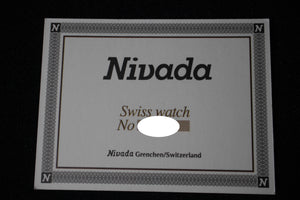 N N
Nivada
Swiss watch
No
Nivada Grenchen/Switzerland
N N